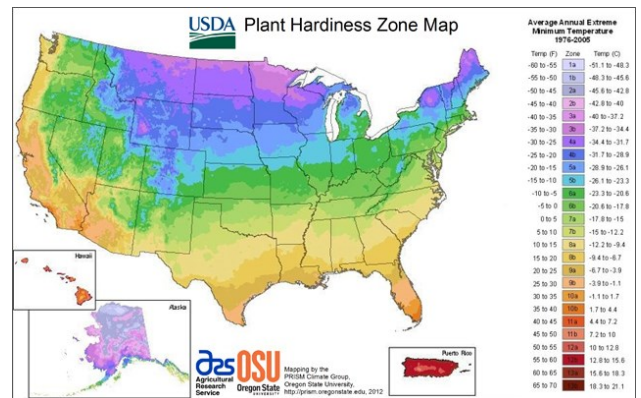 USDA
Plant Hardiness Zone Map
Average Annual Extreme
Minimum Temperature
1976-2005
Temp (F) Zone Temp (C)
-60 to -55 1a -51.1 to -48.3
-55 to -50 1b -48.3 to -45.6
-50 to -45 2a -45.6 to -42.8
-45 to -40 2b -42.8 to -40
-40 to -35 3a -40 to -37.2
-35 to -30 3b -37.2 to -34.4
-30 to -25 4a -34.4 to -31.7
-25 to -20 4b -31.7 to -28.9
-20 to -15 5a -28.9 to -26.1
-15 to -10 5b -26.1 to -23.3
-10 to -5 6a -23.3 to -20.6
-5 to 0 6b -20.6 to -17.8
0 to 5 7a -17.8 to -15
5 to 10 7b -15 to -12.2
10 to 15 8a -12.2 to -9.4
15 to 20 8b -9.4 to -6.7
20 to 25 9a -6.7 to -3.9
25 to 30 9b -3.9 to -1.1
30 to 35 10a -1.1 to 1.7
35 to 40 10b 1.7 to 4.4
40 to 45 11a 4.4 to 7.2
45 to 50 11b 7.2 to 10
50 to 55 12a 10 to 12.8
55 to 60 12b 12.8 to 15.6
60 to 65 13a 15.6 to 18.3
65 to 70 13b 18.3 to 21.1
Hawaii
Alaska
Puerto Rico
ars
Agricultural
Research
Service
OSU
Oregon State
UNIVERSITY
Mapping by the
PRISM Climate Group,
Oregon State University,
http://prism.oregonstate.edu, 2012